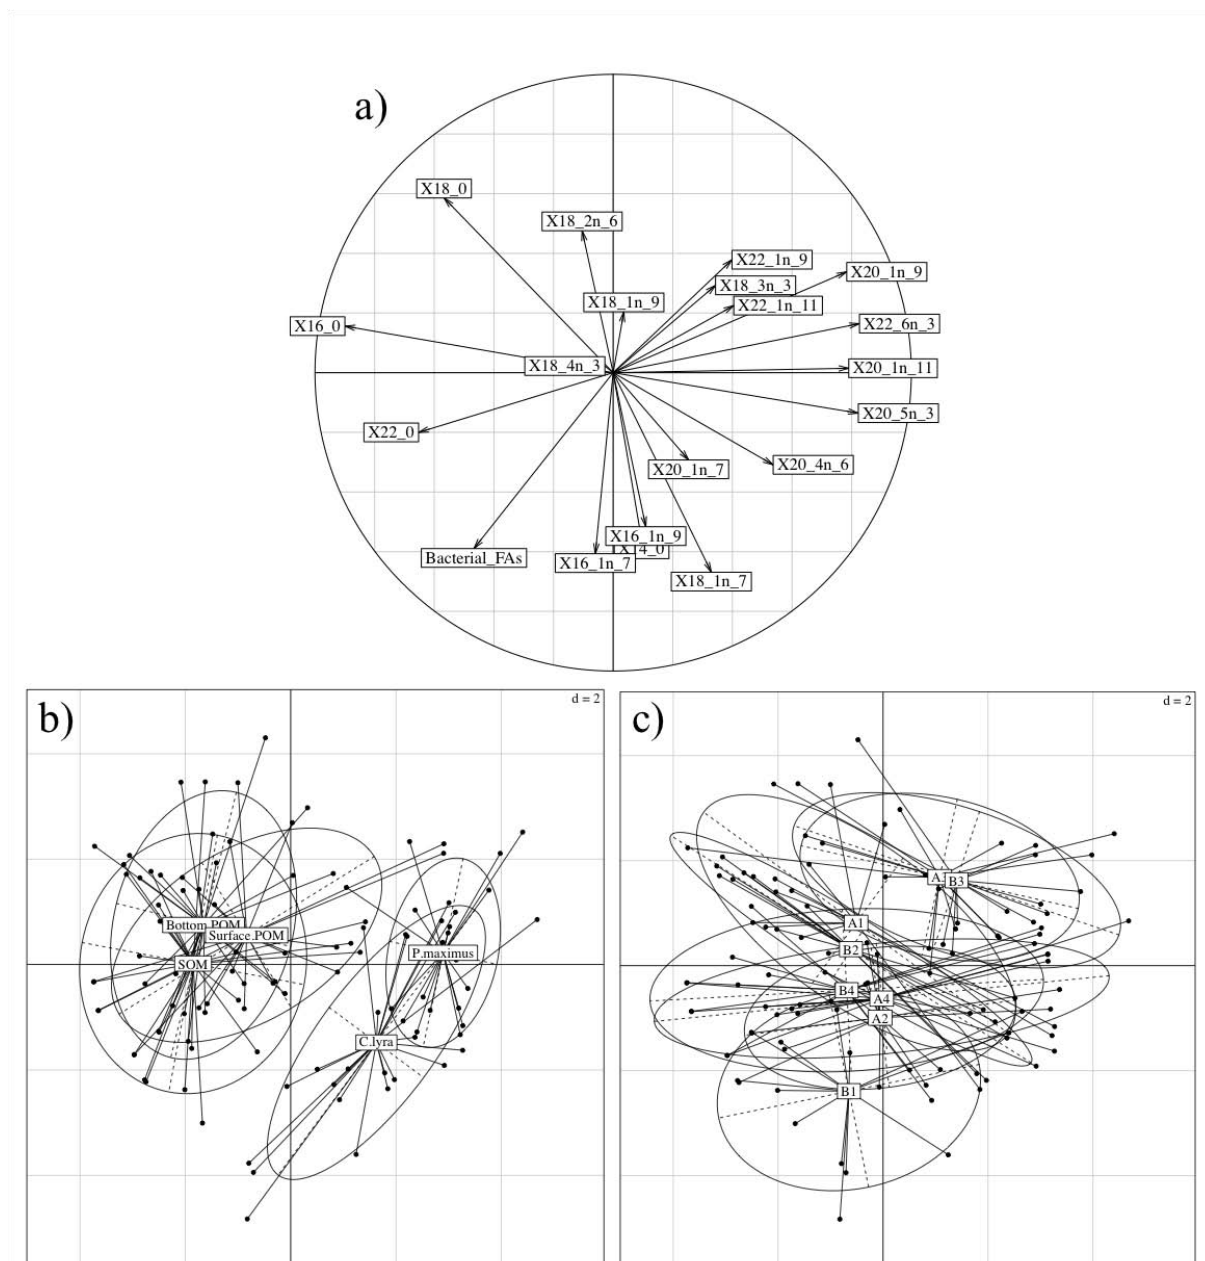 a)
X18_0
X18_2n_6
X22_1n_9
X20_1n_9
X18_3n_3
X18_1n_9
X22_1n_11
X16_0
X22_6n_3
X18_4n_3
X20_1n_11
X20_5n_3
X22_0
X20_4n_6
X20_1n_7
X16_1n_9
Bacterial_FAs
X16_1n_7
X18_1n_7
b)
d = 2
Bottom.POM
Surface.POM
P.maximus
SOM
C.lyra
c)
d = 2
B3
A1
B2
B4
A4
A2
B1